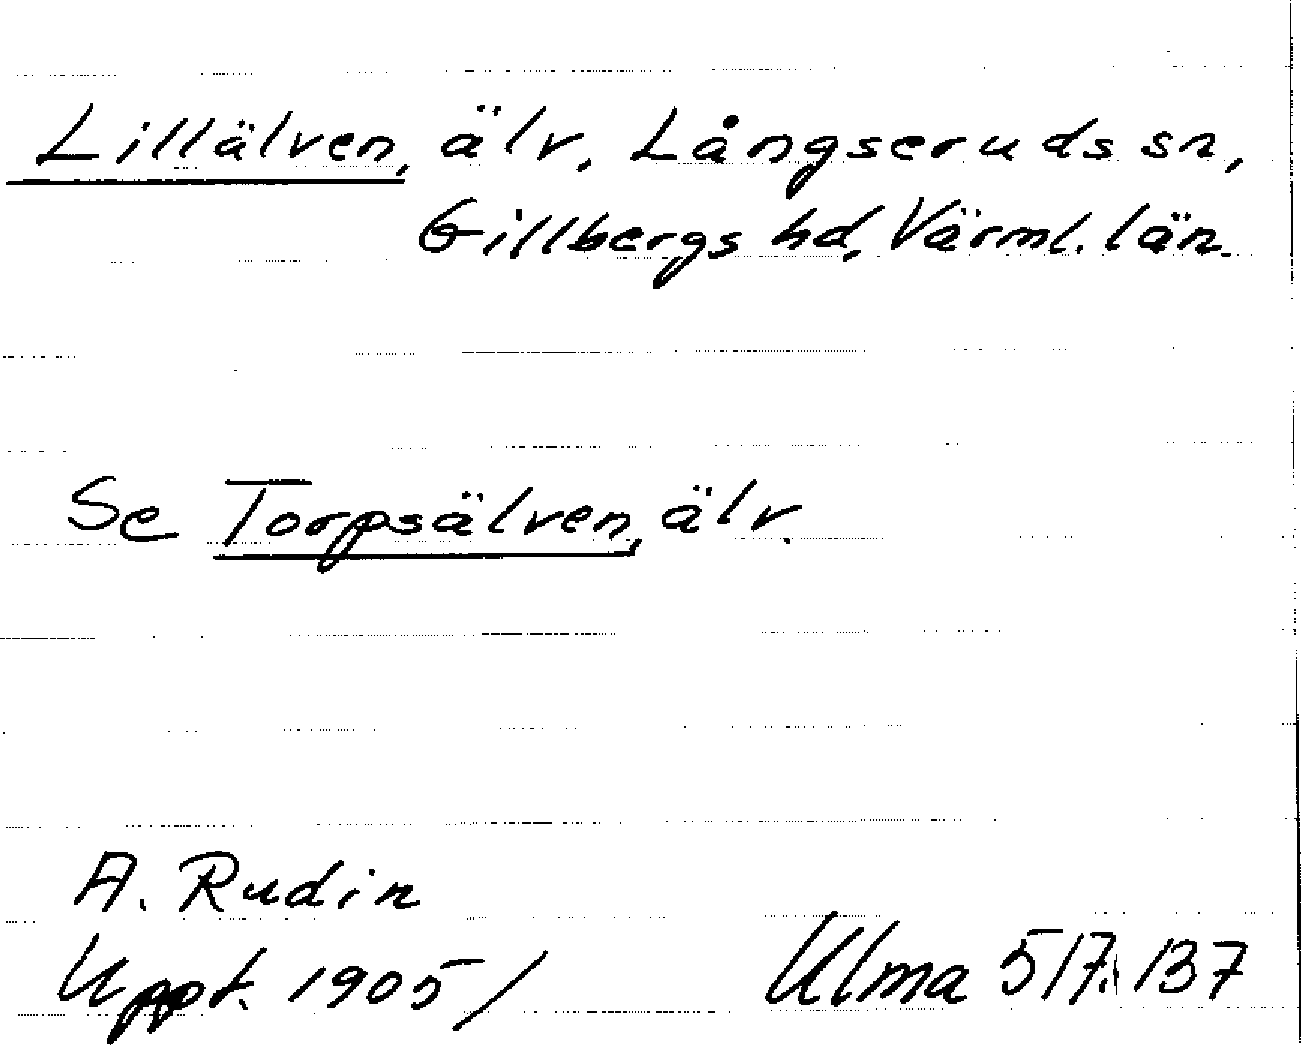 Lillälven, älv, Långseruds sn,
Gillbergs hd, Värml. län
Se Torpsälven, älv.
A. Rudin
Uppt. 1905 / Ulma 517:137